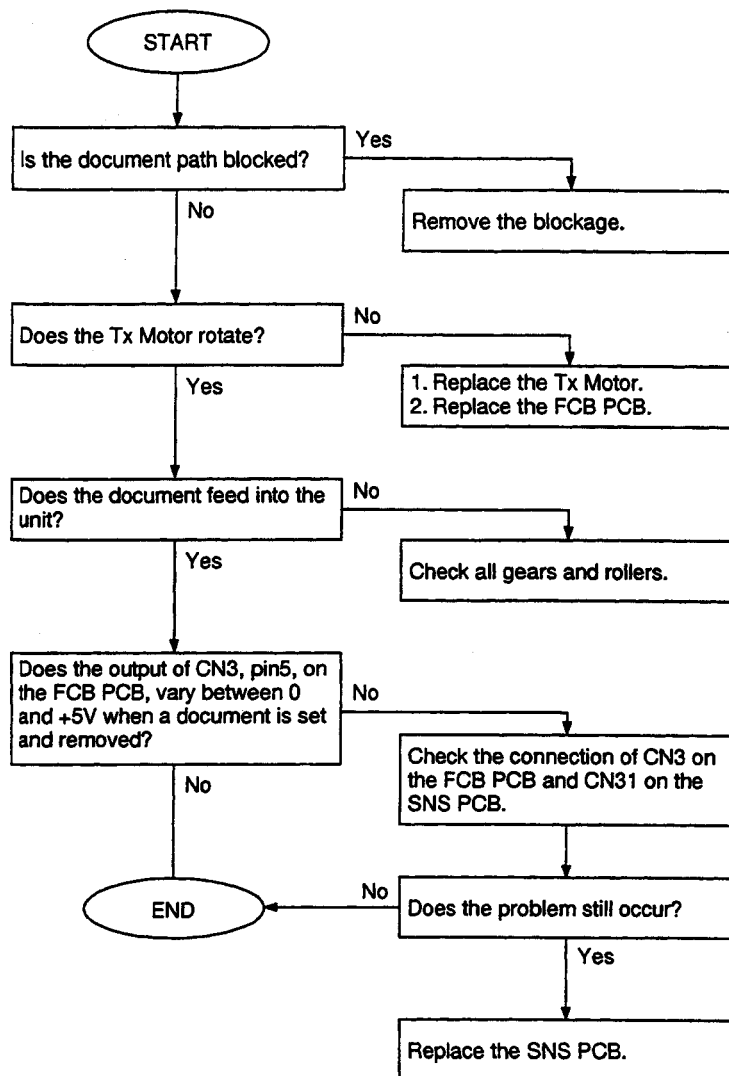 START
Is the document path blocked?
Yes
No
Remove the blockage.
Does the Tx Motor rotate?
No
Yes
1. Replace the Tx Motor.
2. Replace the FCB PCB.
Does the document feed into the
unit?
No
Yes
Check all gears and rollers.
Does the output of CN3, pin5, on
the FCB PCB, vary between 0
and +5V when a document is set
and removed?
No
No
Check the connection of CN3 on
the FCB PCB and CN31 on the
SNS PCB.
END
No
Does the problem still occur?
Yes
Replace the SNS PCB.